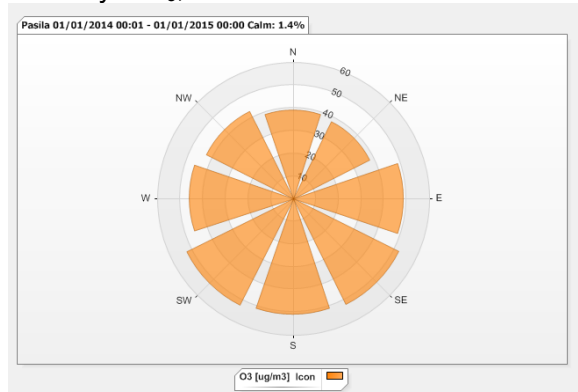 Pasila 01/01/2014 00:01 - 01/01/2015 00:00 Calm: 1.4%
N
60
NW
50
NE
40
30
20
10
W
E
SW
SE
S
O3 [ug/m3] Icon